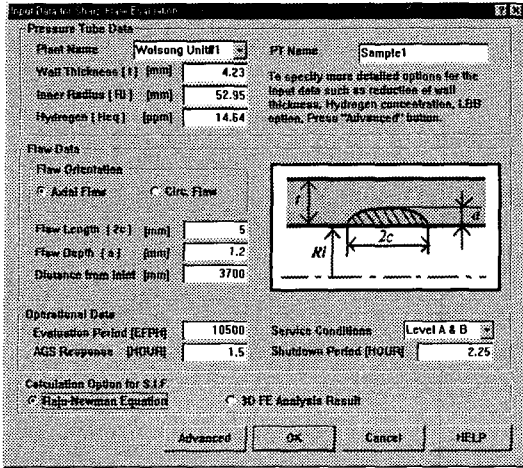 Input Data for Sharp Flaw Evaluation
Pressure Tube Data
Plant Name Wolsong Unit#1
PT Name Sample1
Wall Thickness [ t ] [mm] 4.23
Inner Radius [ Ri ] [mm] 52.95
Hydrogen [ Heq ] [ppm] 14.64
To specify more detailed options for the
input data such as reduction of wall
thickness, Hydrogen concentration, LBB
option, Press "Advanced" button.
Flaw Data
Flaw Orientation
Axial Flaw Circ. Flaw
Flaw Length [ 2c ] [mm] 5
Flaw Depth [ a ] [mm] 1.2
Distance from Inlet [mm] 3700
t
a
2c
Ri
Operational Data
Evaluation Period [EFPH] 10500
Service Conditions Level A & B
AGS Response [HOUR] 1.5
Shutdown Period [HOUR] 2.25
Calculation Option for S.I.F
Raju-Newman Equation 3D FE Analysis Result
Advanced OK Cancel HELP